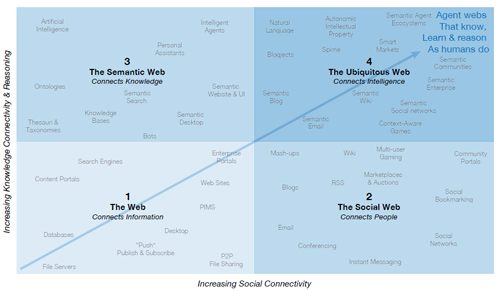 Artificial
Intelligence
Intelligent
Agents
Personal
Assistants
3
The Semantic Web
Connects Knowledge
Ontologies
Semantic
Search
Semantic
Website & UI
Thesauri &
Taxonomies
Knowledge
Bases
Semantic
Desktop
Bots
Natural
Language
Autonomic
Intellectual
Property
Semantic Agent
Ecosystems
Agent webs
That know,
Learn & reason
As humans do
Blogjects
Spime
Smart
Markets
4
The Ubiquitous Web
Connects Intelligence
Semantic
Communities
Semantic
Enterprise
Semantic
Blog
Semantic
Wiki
Semantic
Social networks
Semantic
Email
Context-Aware
Games
Search Engines
Enterprise
Portals
Content Portals
Web Sites
1
The Web
Connects Information
PIMS
Databases
Desktop
"Push"
Publish & Subscribe
File Servers
P2P
File Sharing
Mash-ups
Wiki
Multi-user
Gaming
Community
Portals
Marketplaces
& Auctions
Blogs
RSS
Social
Bookmarking
2
The Social Web
Connects People
Email
Conferencing
Social
Networks
Instant Messaging
Increasing Knowledge Connectivity & Reasoning
Increasing Social Connectivity